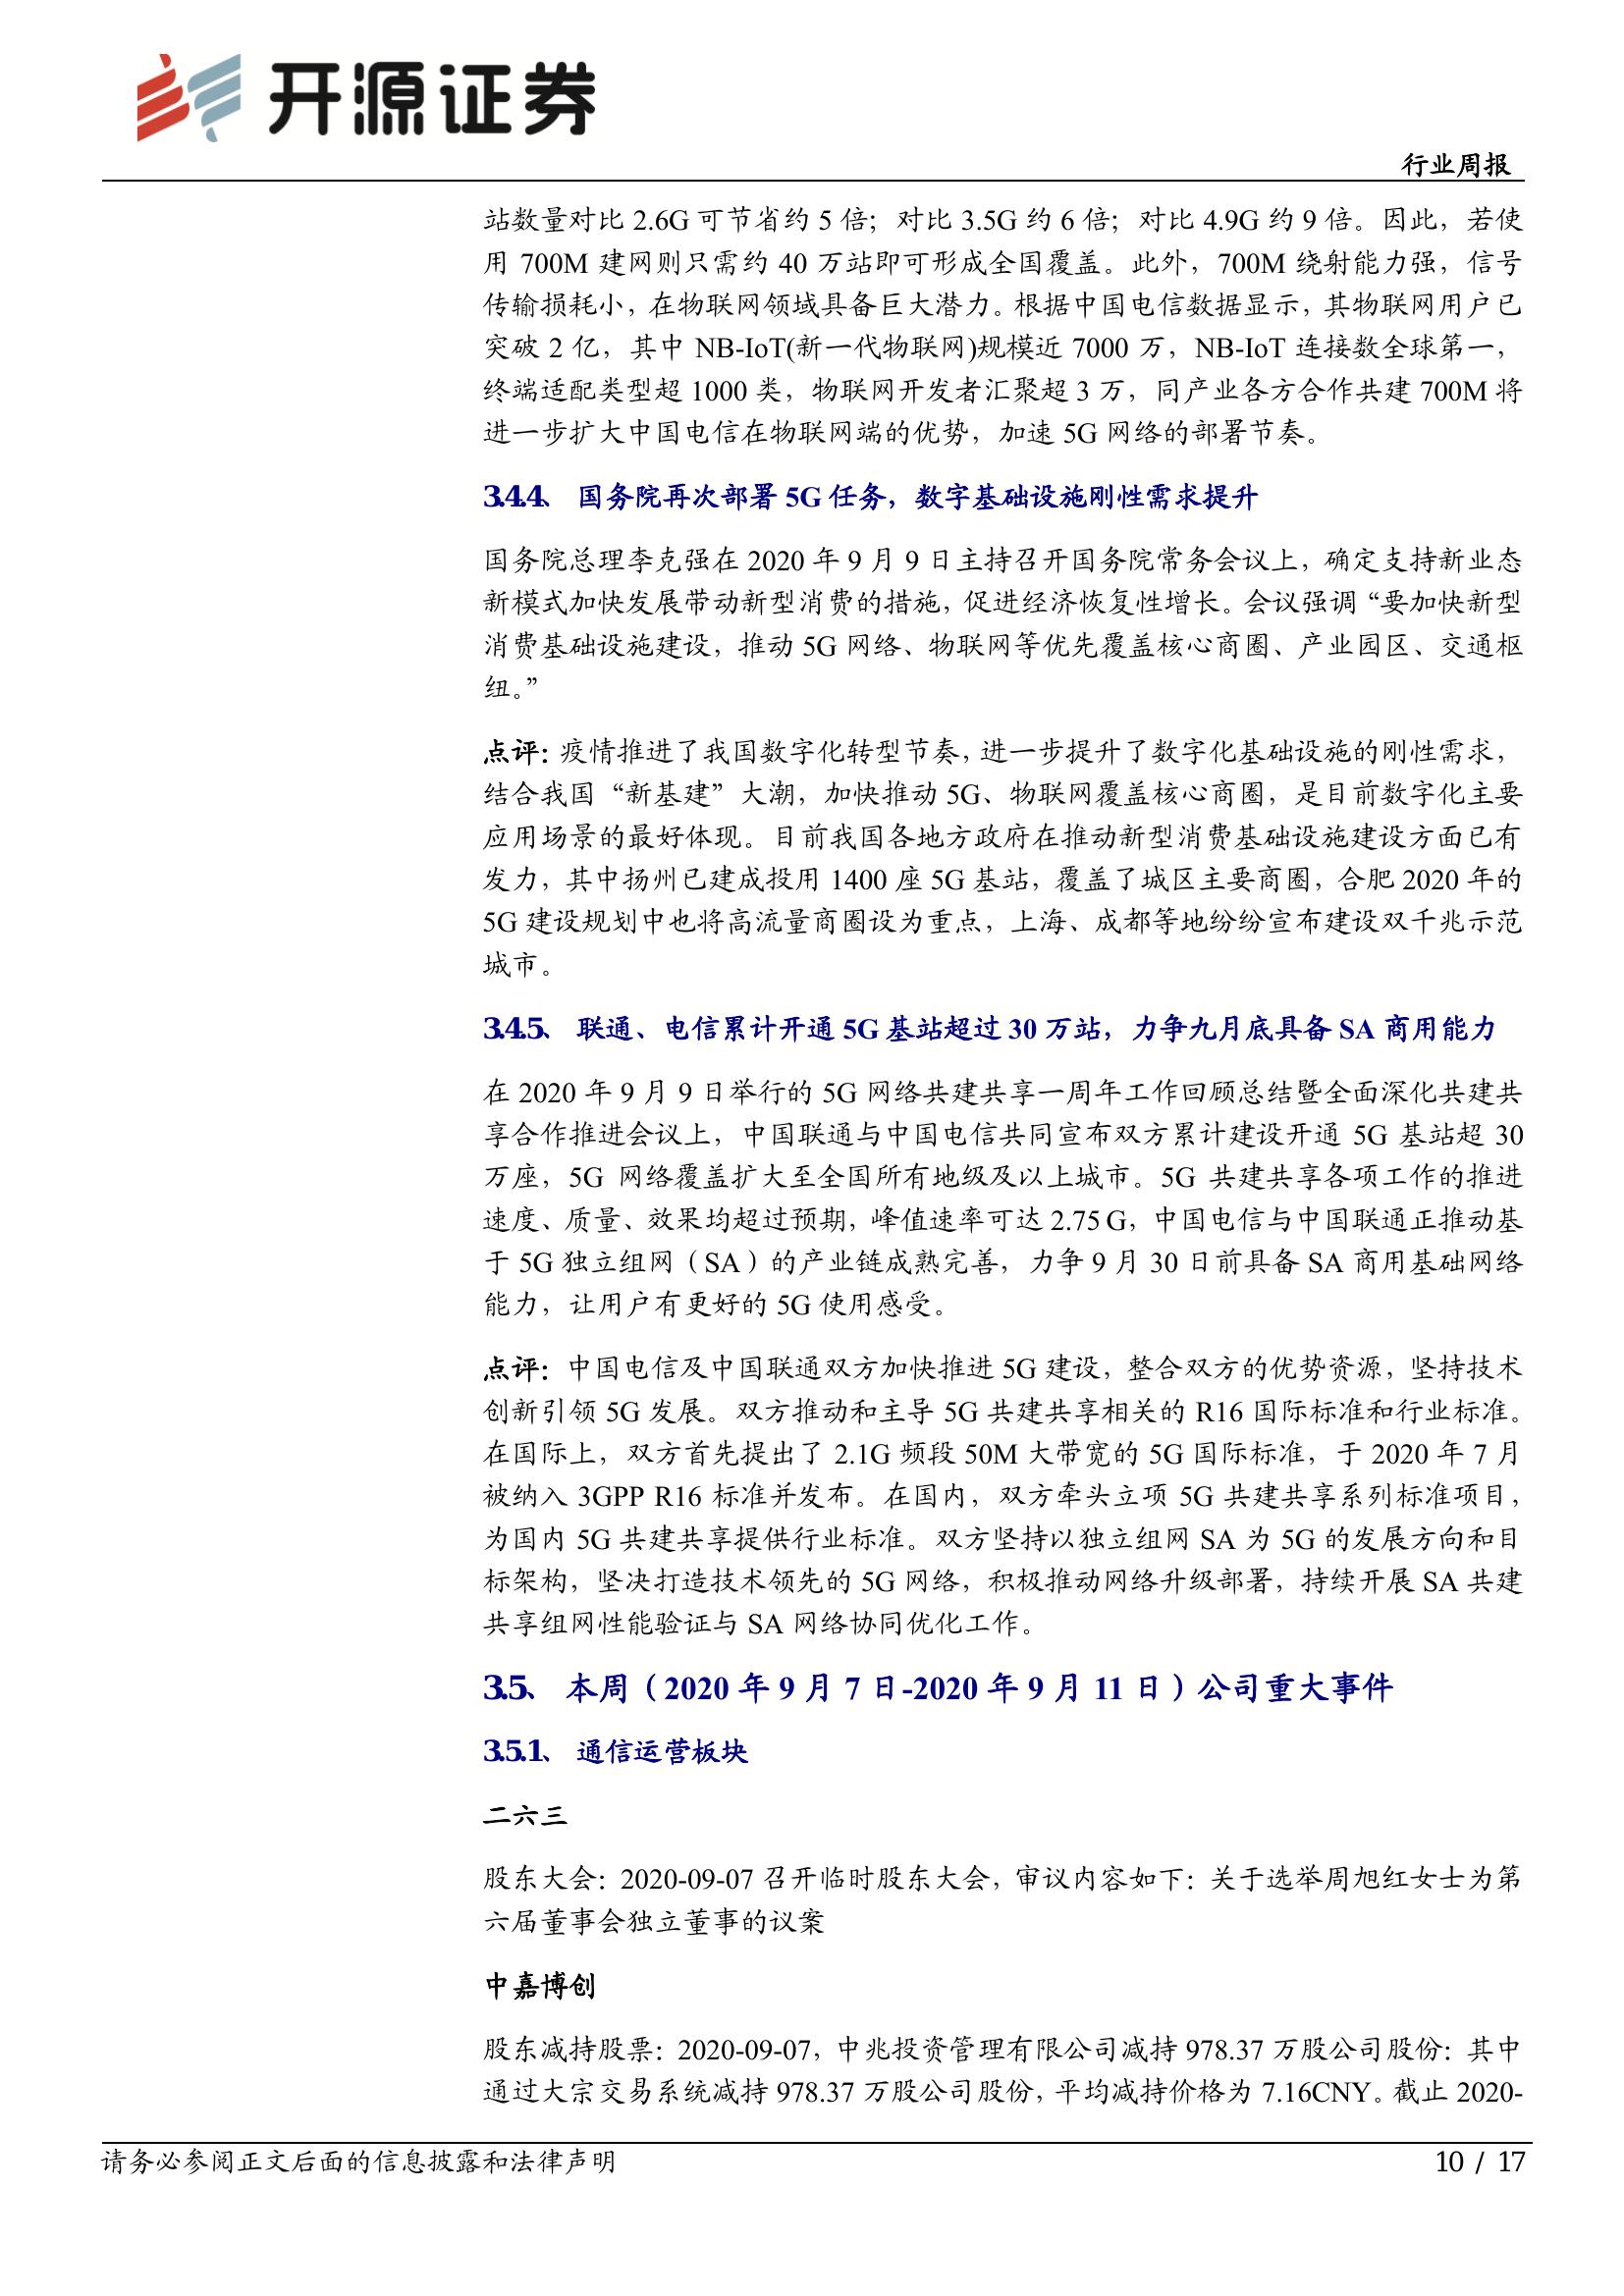 开源证券
行业周报
站数量对比 2.6G 可节省约 5 倍；对比 3.5G 约 6 倍；对比 4.9G 约 9 倍。因此，若使
用 700M 建网则只需约 40 万站即可形成全国覆盖。此外，700M 绕射能力强，信号
传输损耗小，在物联网领域具备巨大潜力。根据中国电信数据显示，其物联网用户已
突破 2 亿，其中 NB-IoT(新一代物联网)规模近 7000 万，NB-IoT 连接数全球第一，
终端适配类型超 1000 类，物联网开发者汇聚超 3 万，同产业各方合作共建 700M 将
进一步扩大中国电信在物联网端的优势，加速 5G 网络的部署节奏。
3.4.4、 国务院再次部署 5G 任务，数字基础设施刚性需求提升
国务院总理李克强在 2020 年 9 月 9 日主持召开国务院常务会议上，确定支持新业态
新模式加快发展带动新型消费的措施，促进经济恢复性增长。会议强调“要加快新型
消费基础设施建设，推动 5G 网络、物联网等优先覆盖核心商圈、产业园区、交通枢
纽。”
点评：疫情推进了我国数字化转型节奏，进一步提升了数字化基础设施的刚性需求，
结合我国“新基建”大潮，加快推动 5G、物联网覆盖核心商圈，是目前数字化主要
应用场景的最好体现。目前我国各地方政府在推动新型消费基础设施建设方面已有
发力，其中扬州已建成投用 1400 座 5G 基站，覆盖了城区主要商圈，合肥 2020 年的
5G 建设规划中也将高流量商圈设为重点，上海、成都等地纷纷宣布建设双千兆示范
城市。
3.4.5、 联通、电信累计开通 5G 基站超过 30 万站，力争九月底具备 SA 商用能力
在 2020 年 9 月 9 日举行的 5G 网络共建共享一周年工作回顾总结暨全面深化共建共
享合作推进会议上，中国联通与中国电信共同宣布双方累计建设开通 5G 基站超 30
万座，5G 网络覆盖扩大至全国所有地级及以上城市。5G 共建共享各项工作的推进
速度、质量、效果均超过预期，峰值速率可达 2.75 G，中国电信与中国联通正推动基
于 5G 独立组网（SA）的产业链成熟完善，力争 9 月 30 日前具备 SA 商用基础网络
能力，让用户有更好的 5G 使用感受。
点评：中国电信及中国联通双方加快推进 5G 建设，整合双方的优势资源，坚持技术
创新引领 5G 发展。双方推动和主导 5G 共建共享相关的 R16 国际标准和行业标准。
在国际上，双方首先提出了 2.1G 频段 50M 大带宽的 5G 国际标准，于 2020 年 7 月
被纳入 3GPP R16 标准并发布。在国内，双方牵头立项 5G 共建共享系列标准项目，
为国内 5G 共建共享提供行业标准。双方坚持以独立组网 SA 为 5G 的发展方向和目
标架构，坚决打造技术领先的 5G 网络，积极推动网络升级部署，持续开展 SA 共建
共享组网性能验证与 SA 网络协同优化工作。
3.5、 本周（2020 年 9 月 7 日-2020 年 9 月 11 日）公司重大事件
3.5.1、 通信运营板块
二六三
股东大会：2020-09-07 召开临时股东大会，审议内容如下：关于选举周旭红女士为第
六届董事会独立董事的议案
中嘉博创
股东减持股票：2020-09-07，中兆投资管理有限公司减持 978.37 万股公司股份：其中
通过大宗交易系统减持 978.37 万股公司股份，平均减持价格为 7.16CNY。截止 2020-
请务必参阅正文后面的信息披露和法律声明
10 / 17